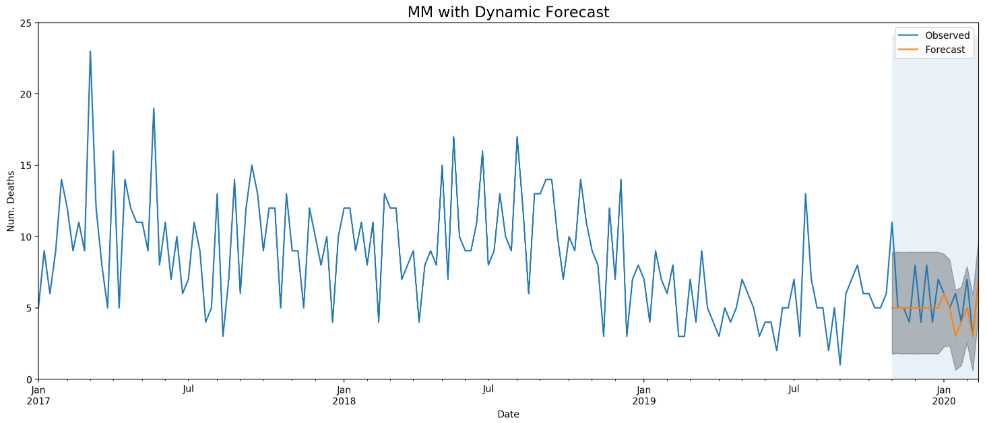 MM with Dynamic Forecast
Observed
Forecast
25
20
15
10
5
0
Num. Deaths
Jan
2017
Jul
Jan
2018
Jul
Jan
2019
Jul
Jan
2020
Date